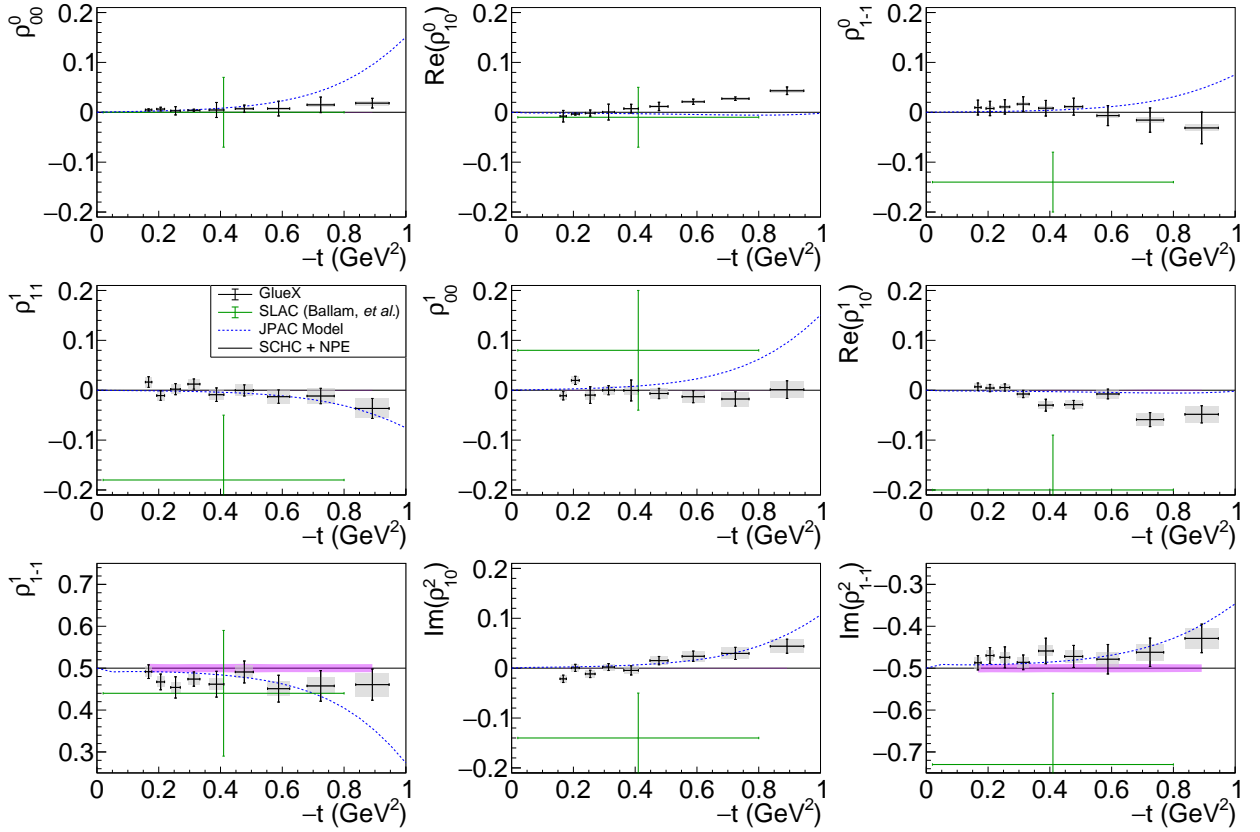 ρ⁰₀₀
0.2
0.1
0
−0.1
−0.2
0 0.2 0.4 0.6 0.8 1
−t (GeV²)
Re(ρ⁰₁₀)
0.2
0.1
0
−0.1
−0.2
0 0.2 0.4 0.6 0.8 1
−t (GeV²)
ρ⁰₁₋₁
0.2
0.1
0
−0.1
−0.2
0 0.2 0.4 0.6 0.8 1
−t (GeV²)
ρ¹₁₁
0.2
0.1
0
−0.1
−0.2
GlueX
SLAC (Ballam, et al.)
JPAC Model
SCHC + NPE
0 0.2 0.4 0.6 0.8 1
−t (GeV²)
ρ¹₀₀
0.2
0.1
0
−0.1
−0.2
0 0.2 0.4 0.6 0.8 1
−t (GeV²)
Re(ρ¹₁₀)
0.2
0.1
0
−0.1
−0.2
0 0.2 0.4 0.6 0.8 1
−t (GeV²)
ρ¹₁₋₁
0.7
0.6
0.5
0.4
0.3
0 0.2 0.4 0.6 0.8 1
−t (GeV²)
Im(ρ²₁₀)
0.2
0.1
0
−0.1
−0.2
0 0.2 0.4 0.6 0.8 1
−t (GeV²)
Im(ρ²₁₋₁)
−0.3
−0.4
−0.5
−0.6
−0.7
0 0.2 0.4 0.6 0.8 1
−t (GeV²)